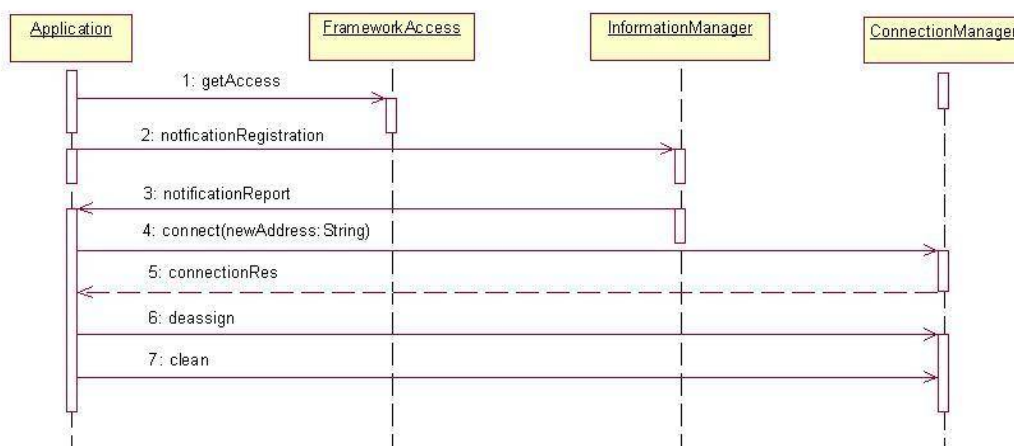 Application
FrameworkAccess
InformationManager
ConnectionManager
1: getAccess
2: notficationRegistration
3: notificationReport
4: connect(newAddress:String)
5: connectionRes
6: deassign
7: clean